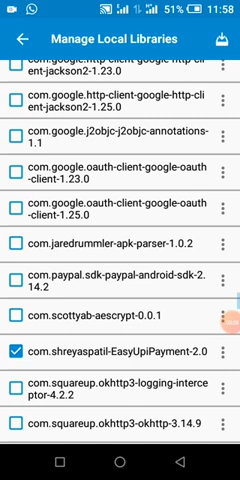 51% 11:58
Manage Local Libraries
com.google.http-client-google-http-cli
ent-jackson2-1.23.0
com.google.http-client-google-http-cli
ent-jackson2-1.25.0
com.google.j2objc-j2objc-annotations-
1.1
com.google.oauth-client-google-oauth
-client-1.23.0
com.google.oauth-client-google-oauth
-client-1.25.0
com.jaredrummler-apk-parser-1.0.2
com.paypal.sdk-paypal-android-sdk-2.
14.2
com.scottyab-aescrypt-0.0.1
com.shreyaspatil-EasyUpiPayment-2.0
com.squareup.okhttp3-logging-interce
ptor-4.2.2
com.squareup.okhttp3-okhttp-3.14.9